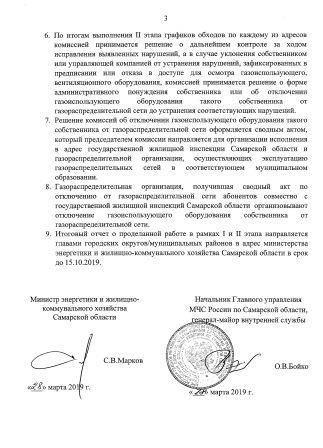 3
6. По итогам выполнения II этапа графиков обходов по каждому из адресов
комиссией принимается решение о дальнейшем контроле за ходом
исправления выявленных нарушений, а в случае уклонения собственником
или управляющей компанией от устранения нарушений, зафиксированных в
предписании или отказа в доступе для осмотра газоиспользующего,
вентиляционного оборудования, комиссией принимается решение о форме
административного понуждения собственника или об отключении
газоиспользующего оборудования такого собственника от
газораспределительной сети до устранения соответствующих нарушений.
7. Решение комиссий об отключении газоиспользующего оборудования такого
собственника от газораспределительной сети оформляется сводным актом,
который председателем комиссии направляется для организации исполнения
в адрес государственной жилищной инспекции Самарской области и
газораспределительной организации, осуществляющих эксплуатацию
газораспределительных сетей в соответствующем муниципальном
образовании.
8. Газораспределительная организация, получившая сводный акт по
отключению от газораспределительной сети абонентов совместно с
государственной жилищной инспекцией Самарской области организовывают
отключение газоиспользующего оборудования собственника от
газораспределительной сети.
9. Итоговый отчет о проделанной работе в рамках I и II этапа направляется
главами городских округов/муниципальных районов в адрес министерства
энергетики и жилищно-коммунального хозяйства Самарской области в срок
до 15.10.2019.
Министр энергетики и жилищно-
коммунального хозяйства
Самарской области
С.В.Марков
марта 2019 г.
Начальник Главного управления
МЧС России по Самарской области,
генерал-майор внутренней службы
О.В.Бойко
марта 2019 г.